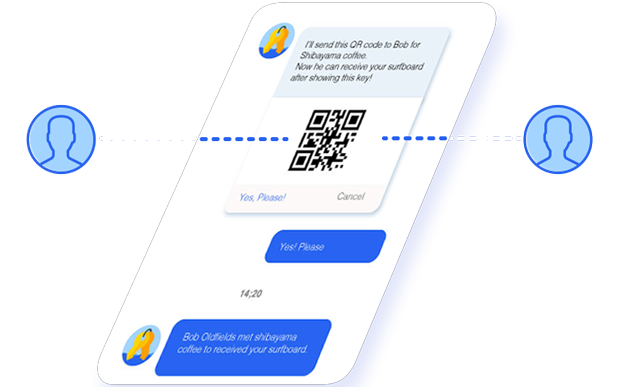 I'll send this QR code to Bob for
Shibayama coffee.
Now he can receive your surfboard
after showing this key!
Yes, Please!
Cancel
Yes! Please
14;20
Bob Oldfields met shibayama
coffee to received your surfboard.